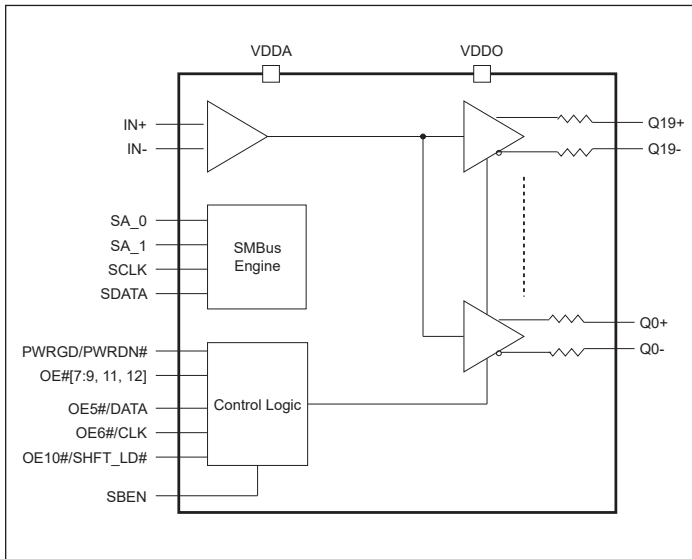 VDDA VDDO
IN+
IN-
Q19+
Q19-
SA_0
SA_1
SCLK
SDATA
SMBus
Engine
Q0+
Q0-
PWRGD/PWRDN#
OE#[7:9, 11, 12]
OE5#/DATA
OE6#/CLK
OE10#/SHFT_LD#
Control Logic
SBEN